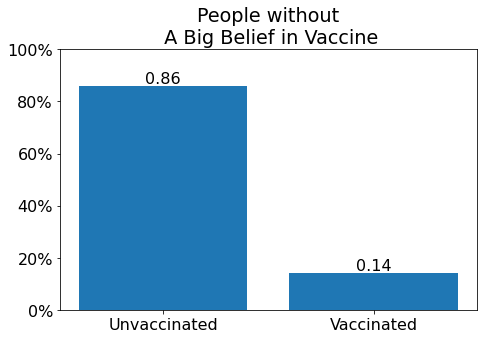 People without
A Big Belief in Vaccine
100%
80%
60%
40%
20%
0%
0.86
0.14
Unvaccinated
Vaccinated